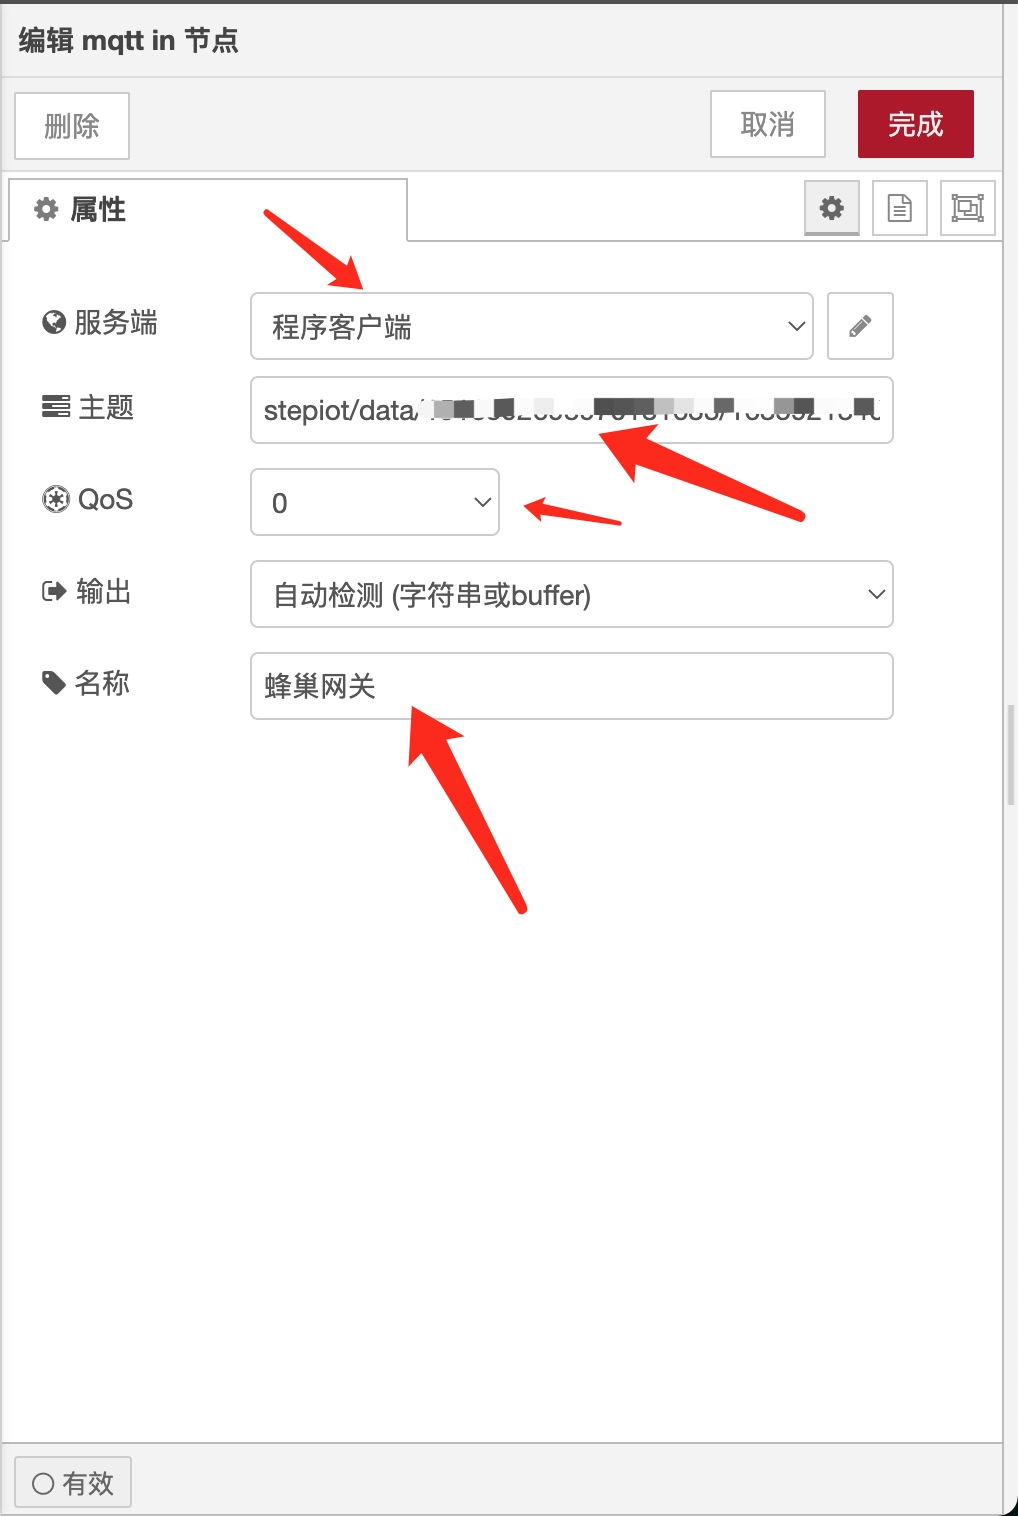 编辑 mqtt in 节点
删除
取消
完成
属性
服务端
程序客户端
主题
stepiot/data/
QoS
0
输出
自动检测 (字符串或buffer)
名称
蜂巢网关
有效